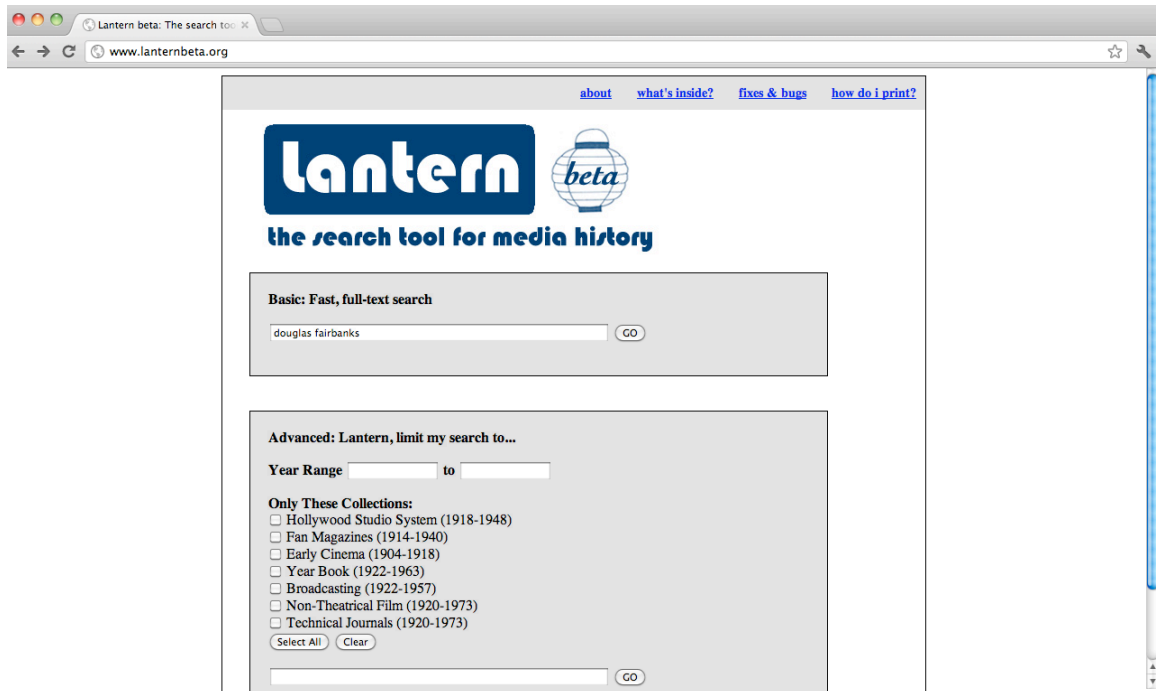 Lantern beta: The search too
www.lanternbeta.org
about what's inside? fixes & bugs how do i print?
Lantern beta
the search tool for media history
Basic: Fast, full-text search
douglas fairbanks GO
Advanced: Lantern, limit my search to...
Year Range to
Only These Collections:
Hollywood Studio System (1918-1948)
Fan Magazines (1914-1940)
Early Cinema (1904-1918)
Year Book (1922-1963)
Broadcasting (1922-1957)
Non-Theatrical Film (1920-1973)
Technical Journals (1920-1973)
Select All Clear
GO